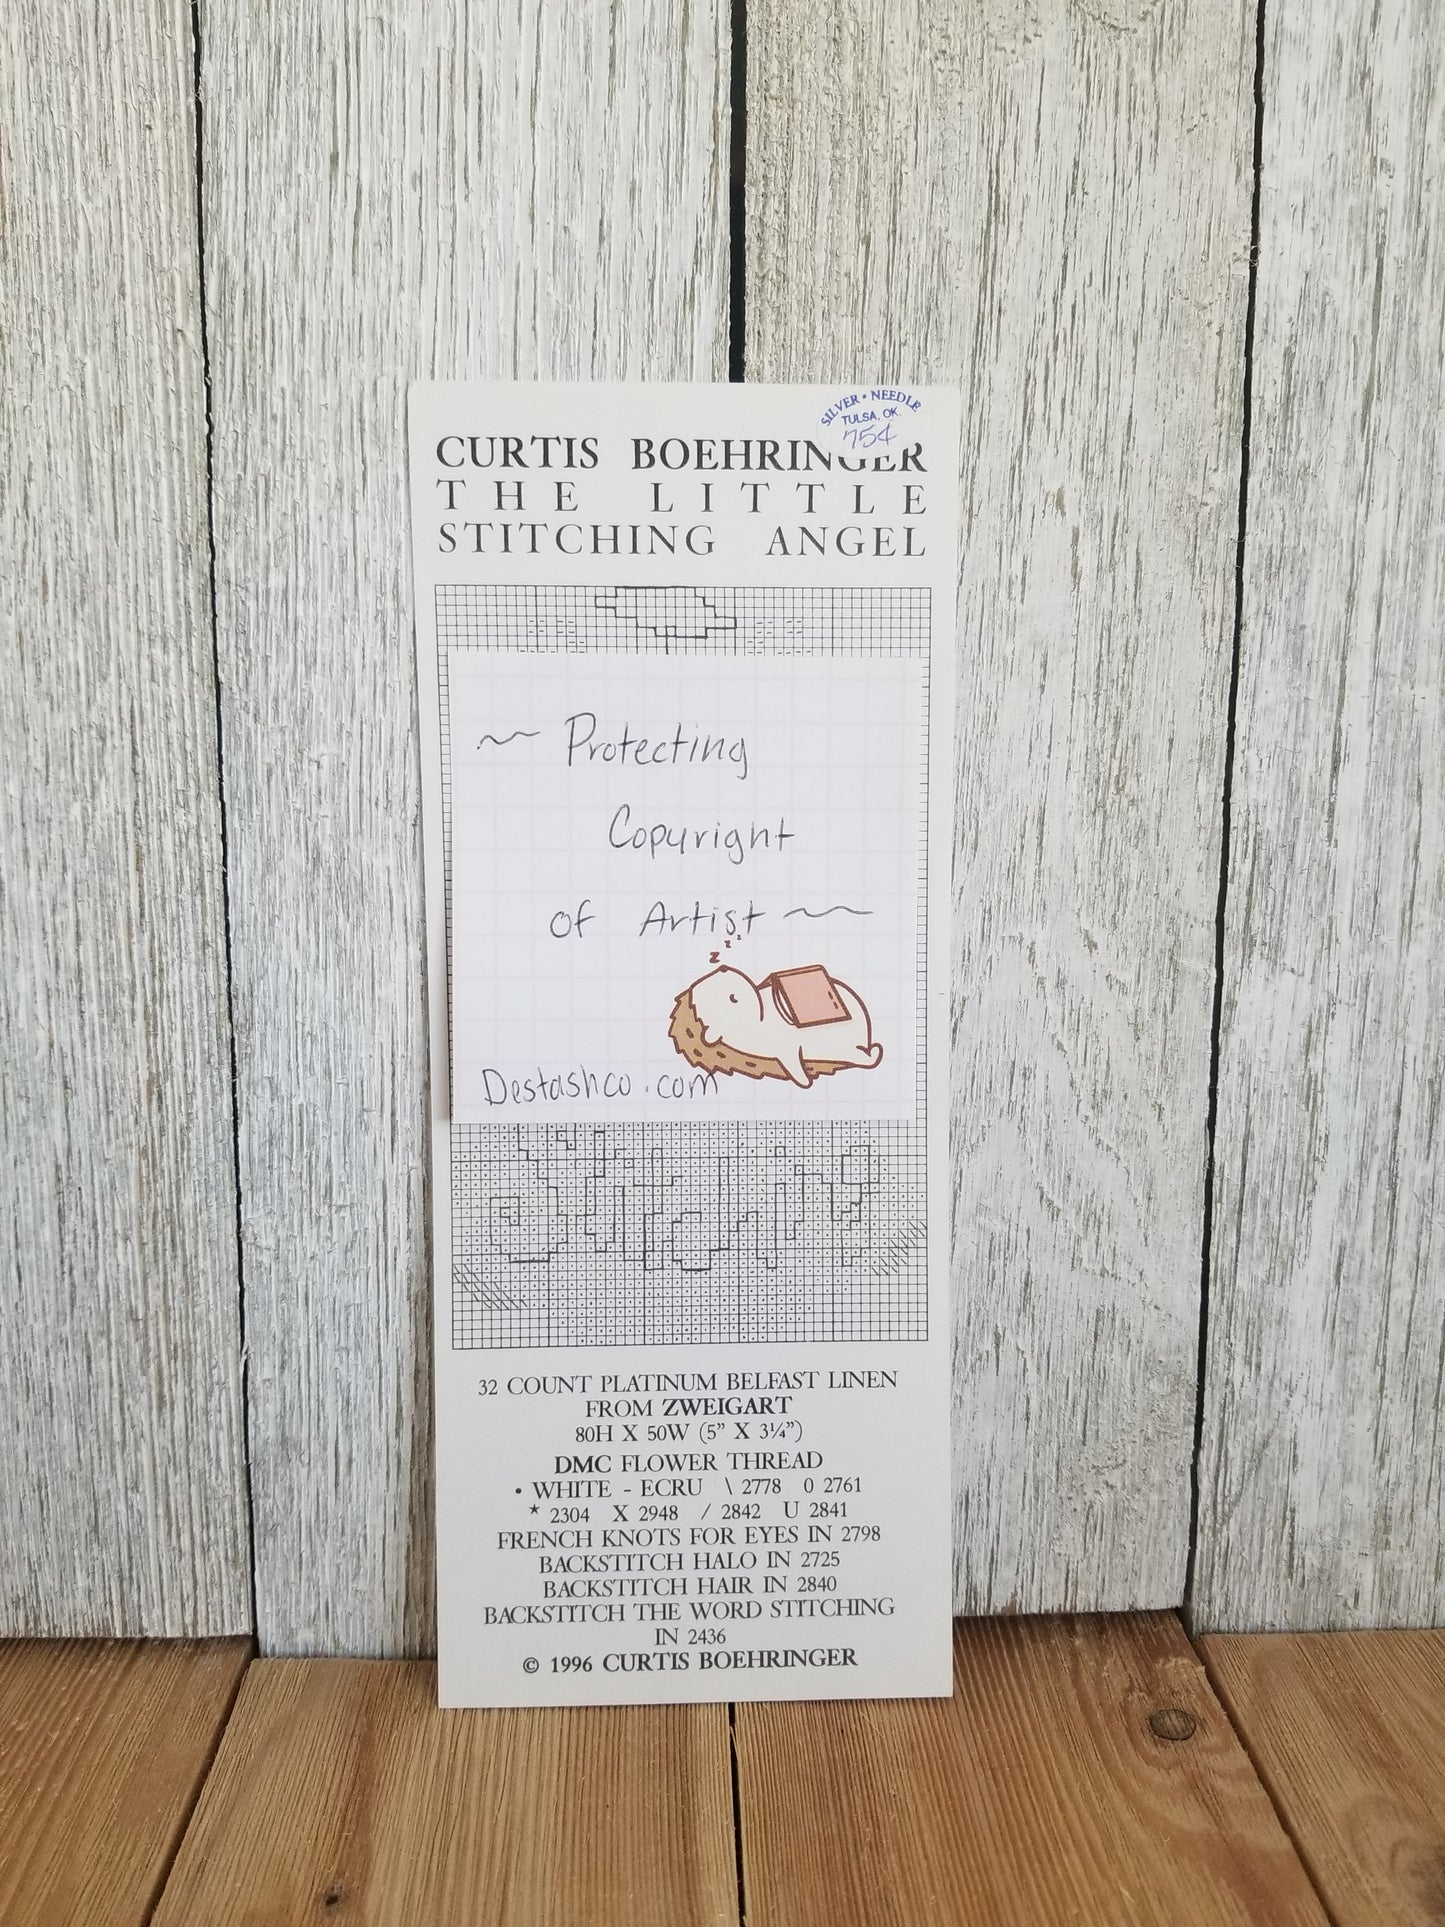 SILVER • NEEDLE
TULSA, OK.
75¢
CURTIS BOEHRINGER
THE LITTLE
STITCHING ANGEL
~ Protecting
Copyright
of Artist ~
z z z
Destashco.com
Stitching
32 COUNT PLATINUM BELFAST LINEN
FROM ZWEIGART
80H X 50W (5” X 3¼”)
DMC FLOWER THREAD
• WHITE - ECRU \ 2778 0 2761
★ 2304 X 2948 / 2842 U 2841
FRENCH KNOTS FOR EYES IN 2798
BACKSTITCH HALO IN 2725
BACKSTITCH HAIR IN 2840
BACKSTITCH THE WORD STITCHING
IN 2436
© 1996 CURTIS BOEHRINGER